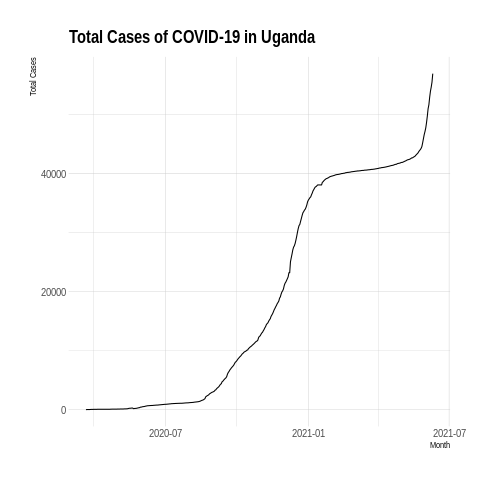 Total Cases of COVID-19 in Uganda
Total Cases
40000
20000
0
2020-07
2021-01
2021-07
Month